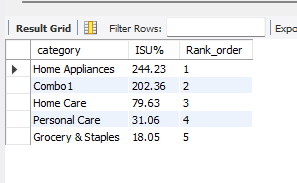 Result Grid Filter Rows: Expo
category ISU% Rank_order
Home Appliances 244.23 1
Combo1 202.36 2
Home Care 79.63 3
Personal Care 31.06 4
Grocery & Staples 18.05 5